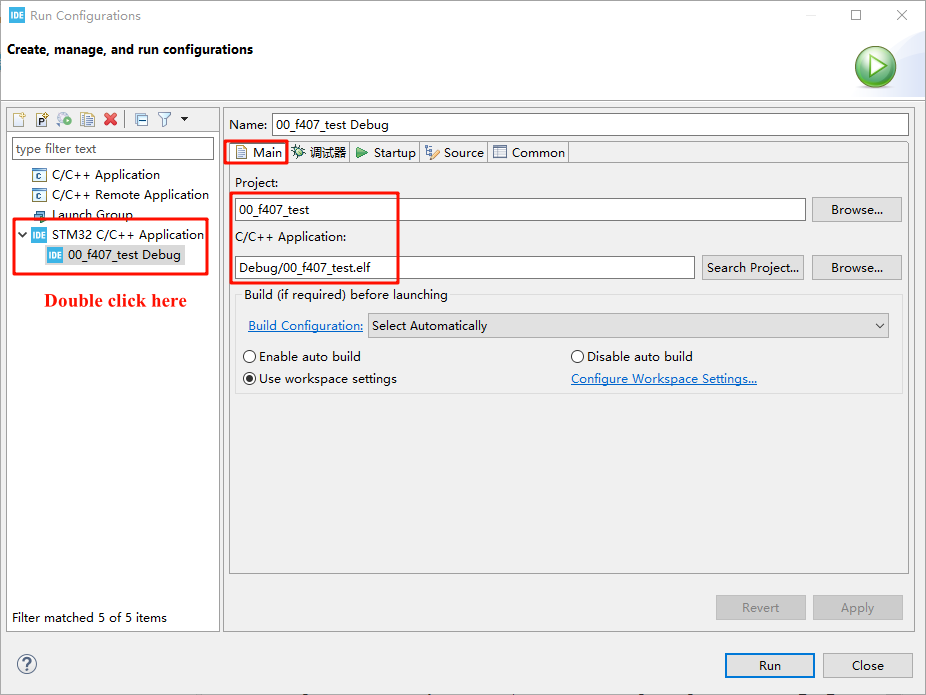 IDE Run Configurations
Create, manage, and run configurations
type filter text
C/C++ Application
C/C++ Remote Application
Launch Group
IDE STM32 C/C++ Application
IDE 00_f407_test Debug
Double click here
Filter matched 5 of 5 items
Name: 00_f407_test Debug
Main 调试器 Startup Source Common
Project:
00_f407_test Browse...
C/C++ Application:
Debug/00_f407_test.elf Search Project... Browse...
Build (if required) before launching
Build Configuration: Select Automatically
Enable auto build Disable auto build
Use workspace settings Configure Workspace Settings...
Revert Apply
Run Close